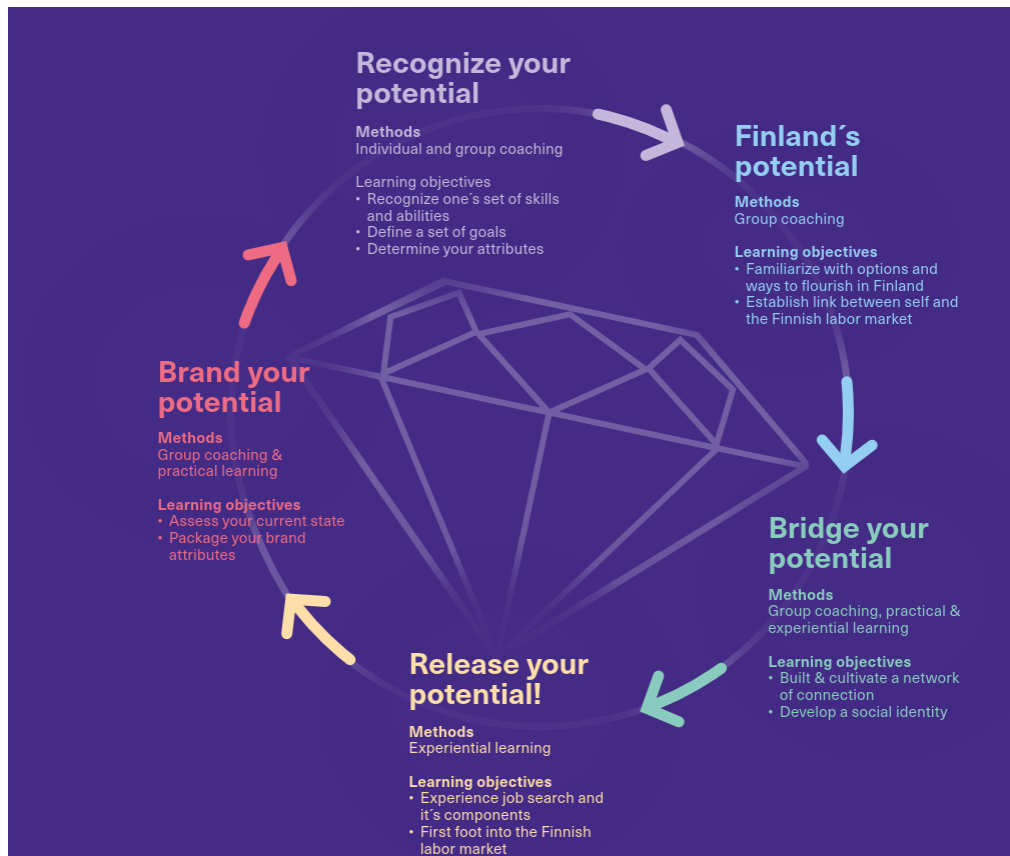 Recognize your
potential
Methods
Individual and group coaching
Learning objectives
• Recognize one´s set of skills
and abilities
• Define a set of goals
• Determine your attributes
Finland´s
potential
Methods
Group coaching
Learning objectives
• Familiarize with options and
ways to flourish in Finland
• Establish link between self and
the Finnish labor market
Bridge your
potential
Methods
Group coaching, practical &
experiential learning
Learning objectives
• Built & cultivate a network
of connection
• Develop a social identity
Release your
potential!
Methods
Experiential learning
Learning objectives
• Experience job search and
it´s components
• First foot into the Finnish
labor market
Brand your
potential
Methods
Group coaching &
practical learning
Learning objectives
• Assess your current state
• Package your brand
attributes